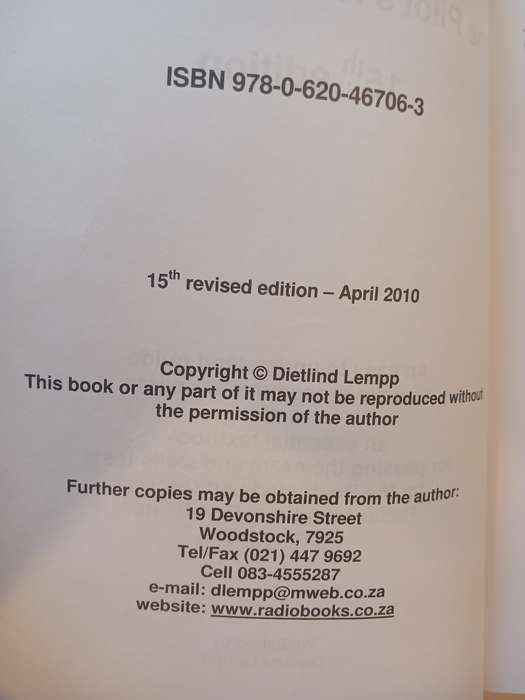 ISBN 978-0-620-46706-3
15th revised edition – April 2010
Copyright © Dietlind Lempp
This book or any part of it may not be reproduced without
the permission of the author
Further copies may be obtained from the author:
19 Devonshire Street
Woodstock, 7925
Tel/Fax (021) 447 9692
Cell 083-4555287
e-mail: dlempp@mweb.co.za
website: www.radiobooks.co.za